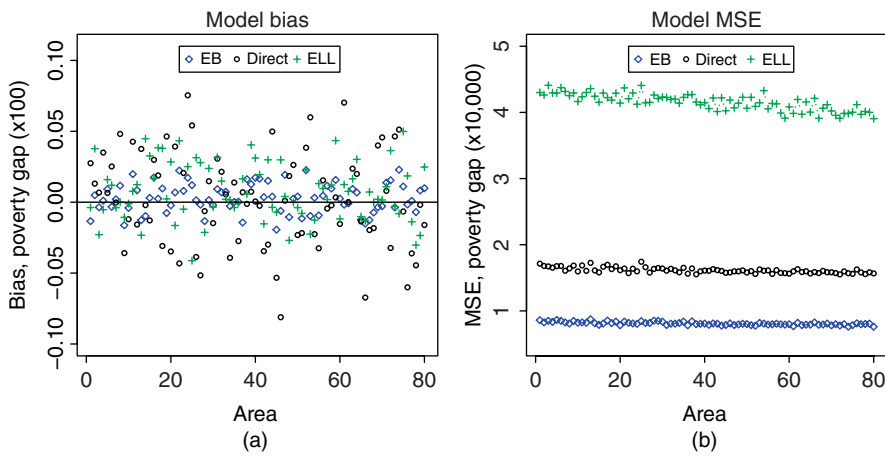 Model bias
EB Direct ELL
0.10
0.05
0.00
−0.05
−0.10
Bias, poverty gap (x100)
0 20 40 60 80
Area
(a)
Model MSE
EB Direct ELL
5
4
3
2
1
MSE, poverty gap (x10,000)
0 20 40 60 80
Area
(b)